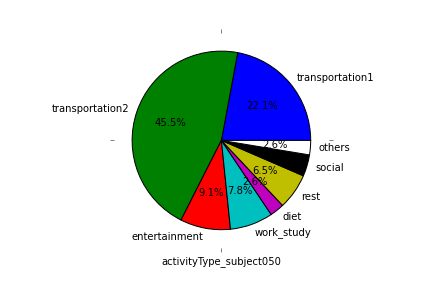 transportation1
22.1%
transportation2
45.5%
2.6%
others
social
6.5%
2.6%
rest
9.1%
7.8%
diet
work_study
entertainment
activityType_subject050